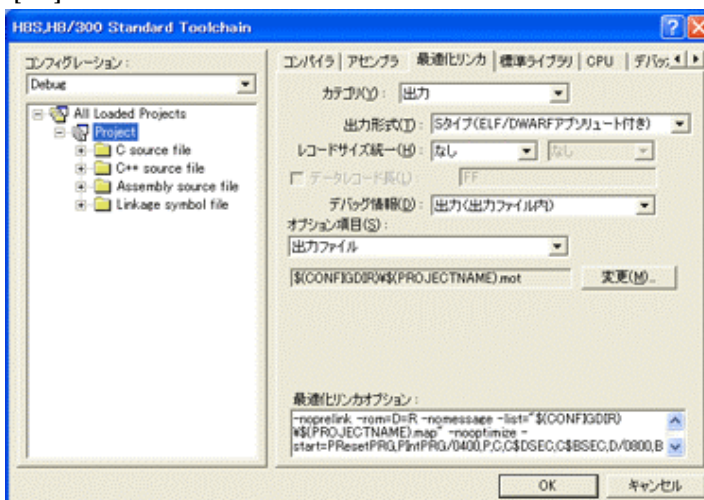 H8S,H8/300 Standard Toolchain
コンフィグレーション：
Debug
All Loaded Projects
Project
C source file
C++ source file
Assembly source file
Linkage symbol file
コンパイラ アセンブラ 最適化リンカ 標準ライブラリ CPU デバッ
カテゴリ(Y)： 出力
出力形式(T)： Sタイプ(ELF/DWARFアブソリュート付き)
レコードサイズ統一(H)： なし なし
データレコード長(L)： FF
デバッグ情報(D)： 出力(出力ファイル内)
オプション項目(S)：
出力ファイル
$(CONFIGDIR)¥$(PROJECTNAME).mot 変更(M)...
最適化リンカオプション：
-noprelink -rom=D=R -nomessage -list="$(CONFIGDIR)
¥$(PROJECTNAME).map" -nooptimize -
start=PResetPRG,PIntPRG/0400,P,C,C$DSEC,C$BSEC,D/0800,B
OK キャンセル